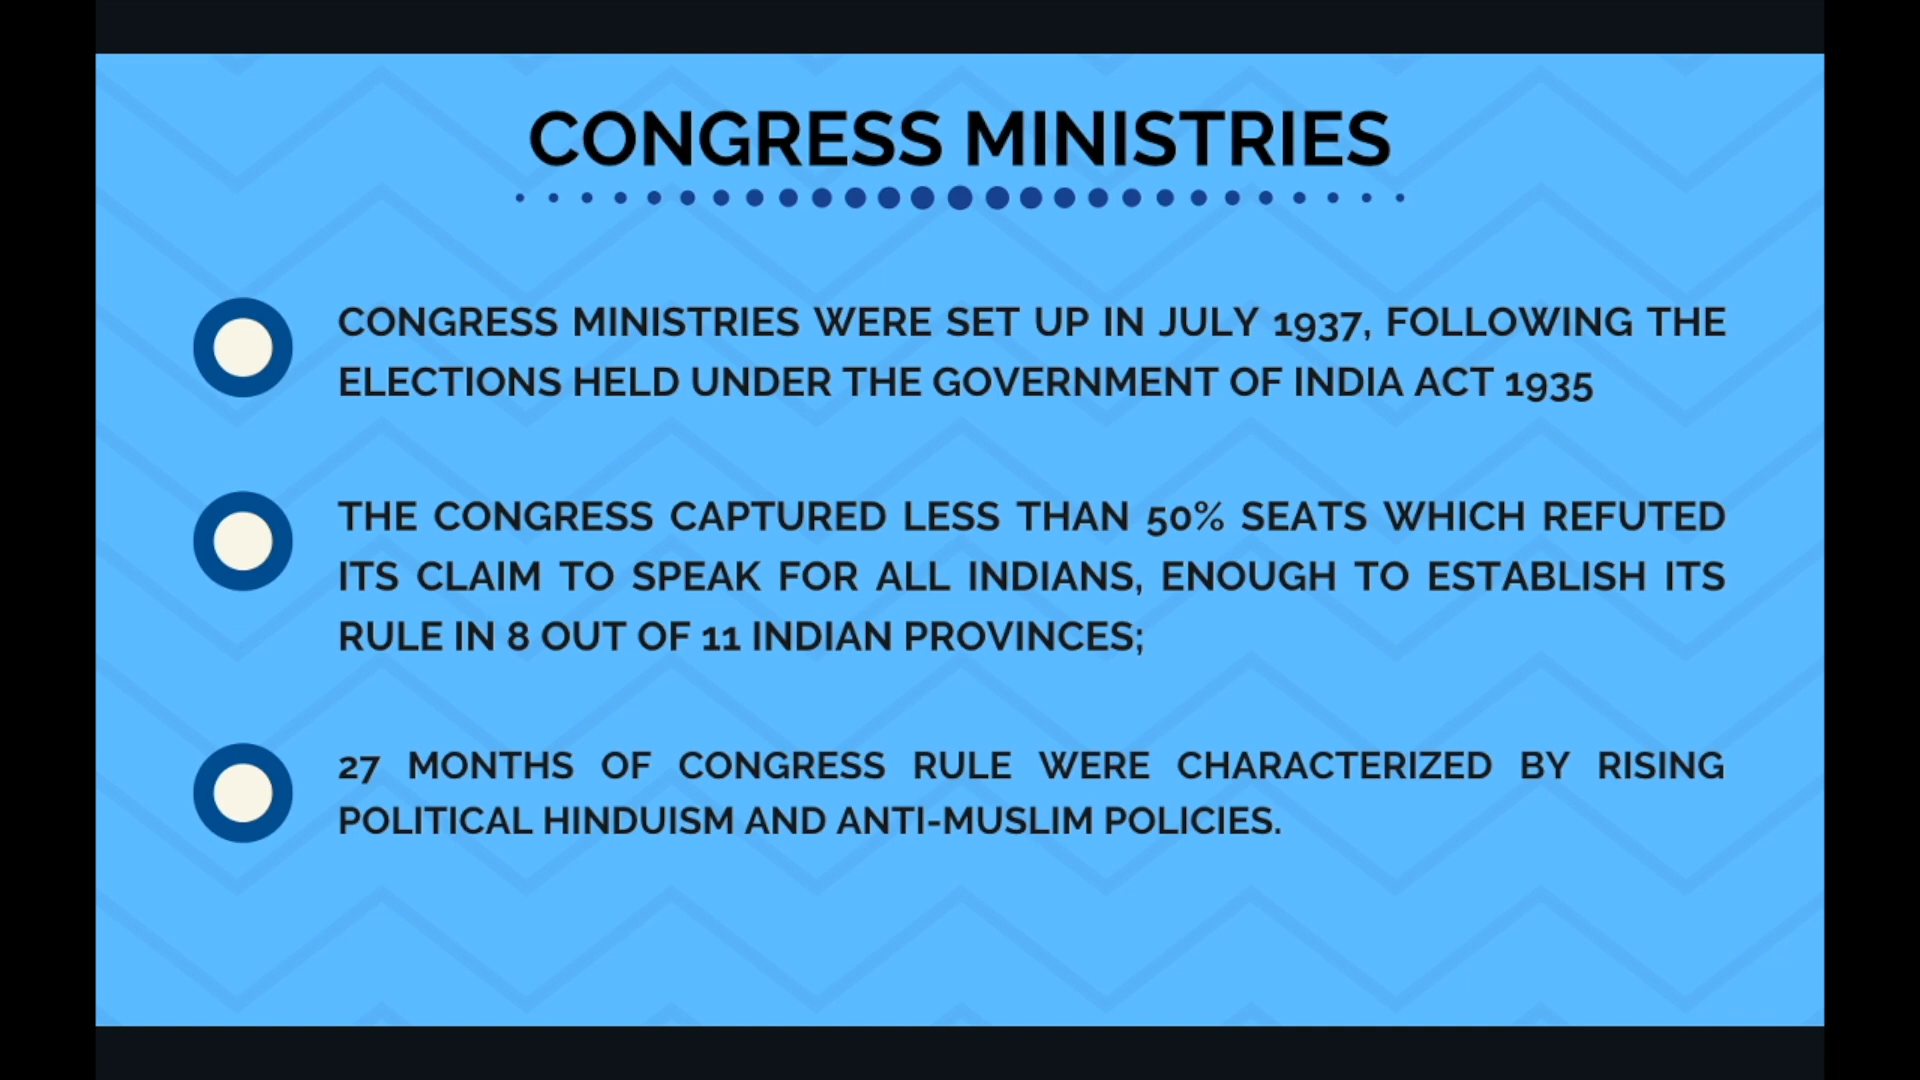 CONGRESS MINISTRIES
CONGRESS MINISTRIES WERE SET UP IN JULY 1937, FOLLOWING THE
ELECTIONS HELD UNDER THE GOVERNMENT OF INDIA ACT 1935
THE CONGRESS CAPTURED LESS THAN 50% SEATS WHICH REFUTED
ITS CLAIM TO SPEAK FOR ALL INDIANS, ENOUGH TO ESTABLISH ITS
RULE IN 8 OUT OF 11 INDIAN PROVINCES;
27 MONTHS OF CONGRESS RULE WERE CHARACTERIZED BY RISING
POLITICAL HINDUISM AND ANTI-MUSLIM POLICIES.